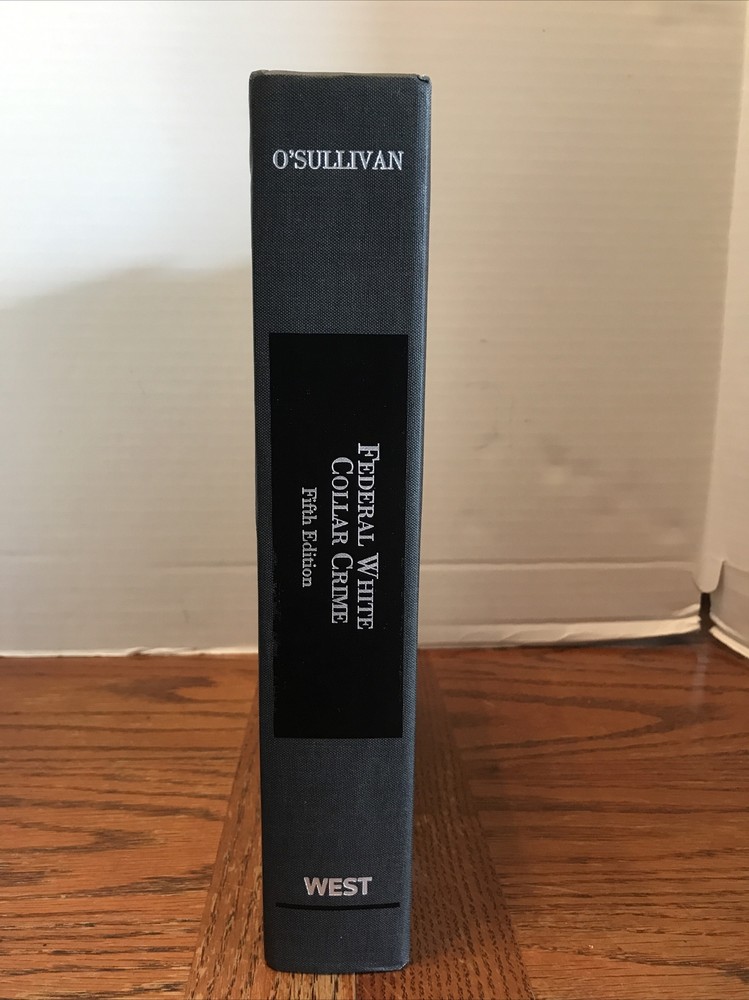 O'SULLIVAN
FEDERAL WHITE
COLLAR CRIME
Fifth Edition
WEST